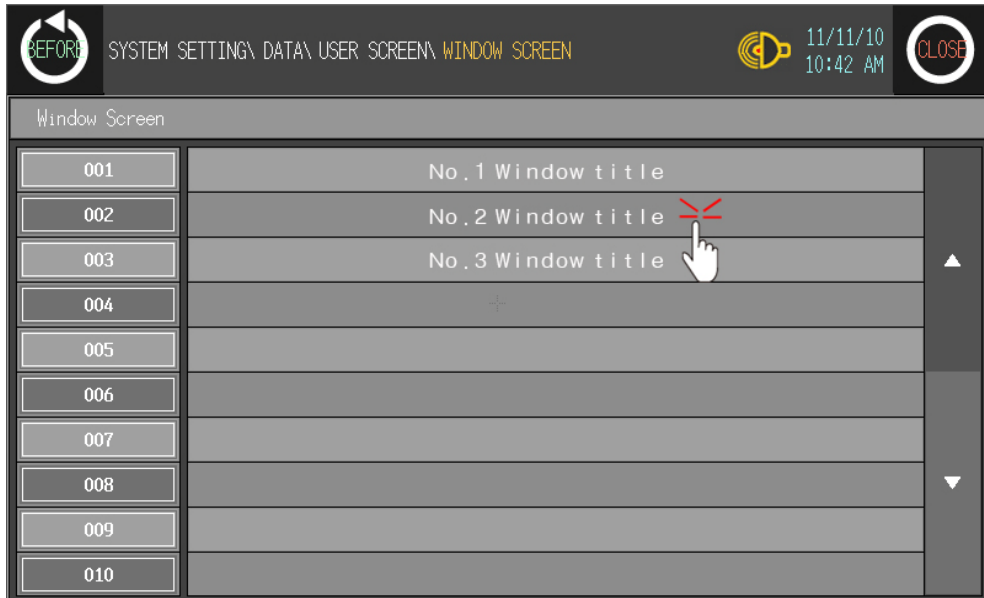 BEFORE
SYSTEM SETTING\ DATA\ USER SCREEN\ WINDOW SCREEN
11/11/10
10:42 AM
CLOSE
Window Screen
001 No.1 Window title
002 No.2 Window title
003 No.3 Window title
004
005
006
007
008
009
010